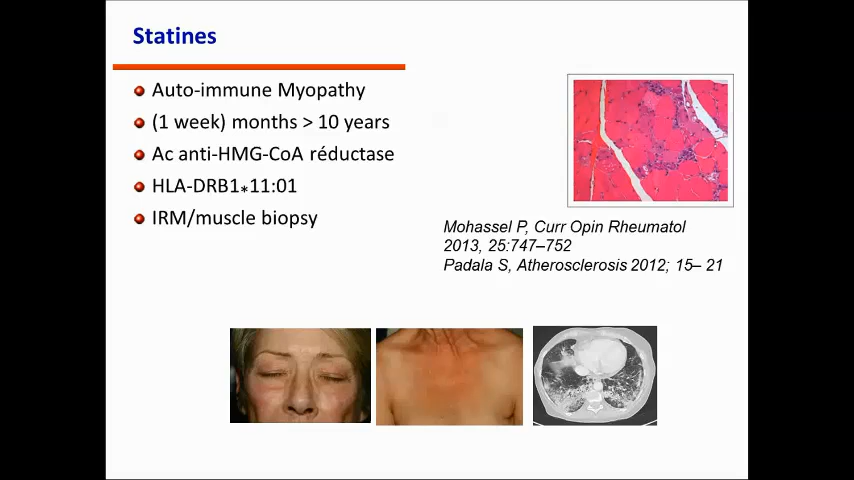 Statines
Auto-immune Myopathy
(1 week) months > 10 years
Ac anti-HMG-CoA réductase
HLA-DRB1*11:01
IRM/muscle biopsy
Mohassel P, Curr Opin Rheumatol
2013, 25:747–752
Padala S, Atherosclerosis 2012; 15– 21